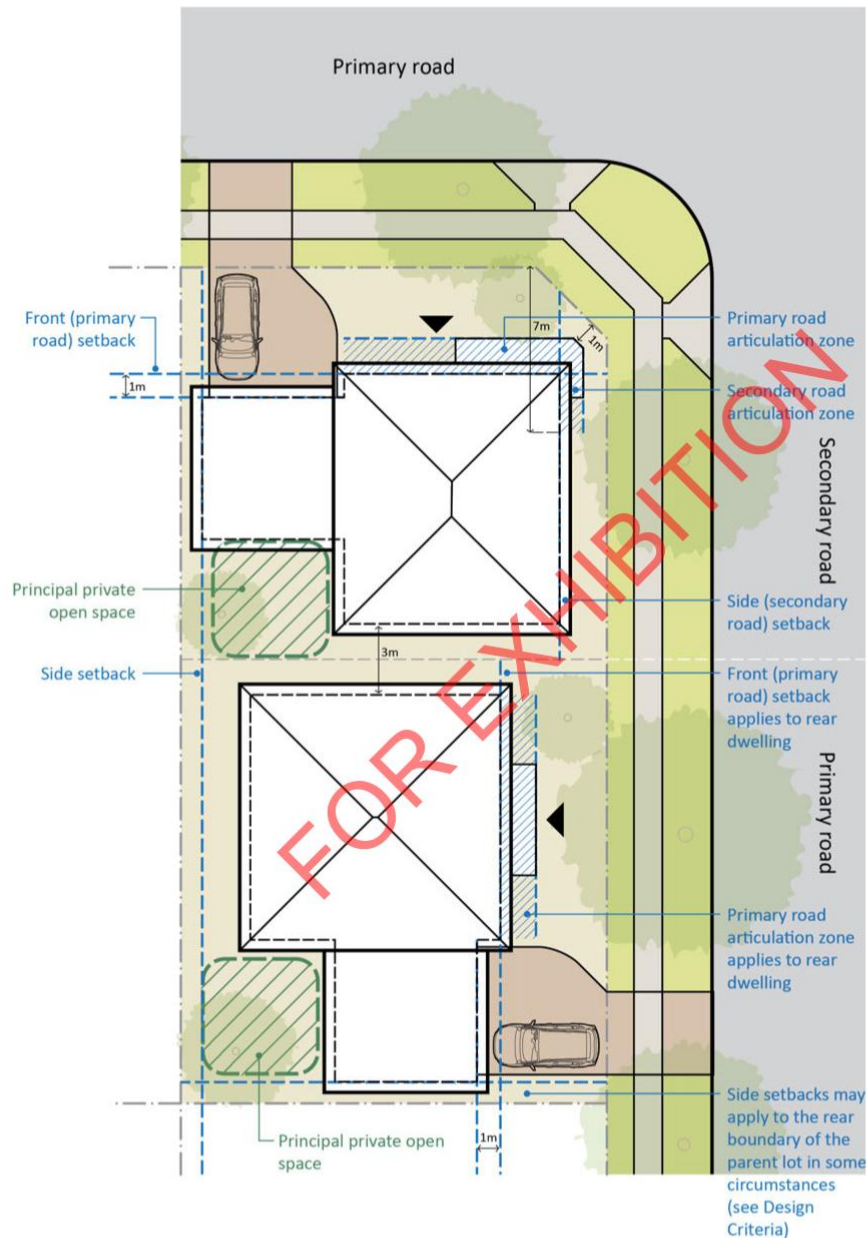 Primary road
Front (primary
road) setback
1m
7m
1m
Primary road
articulation zone
Secondary road
articulation zone
Secondary road
Principal private
open space
Side (secondary
road) setback
Side setback
3m
Front (primary
road) setback
applies to rear
dwelling
Primary road
FOR EXHIBITION
Primary road
articulation zone
applies to rear
dwelling
Principal private open
space
1m
Side setbacks may
apply to the rear
boundary of the
parent lot in some
circumstances
(see Design
Criteria)